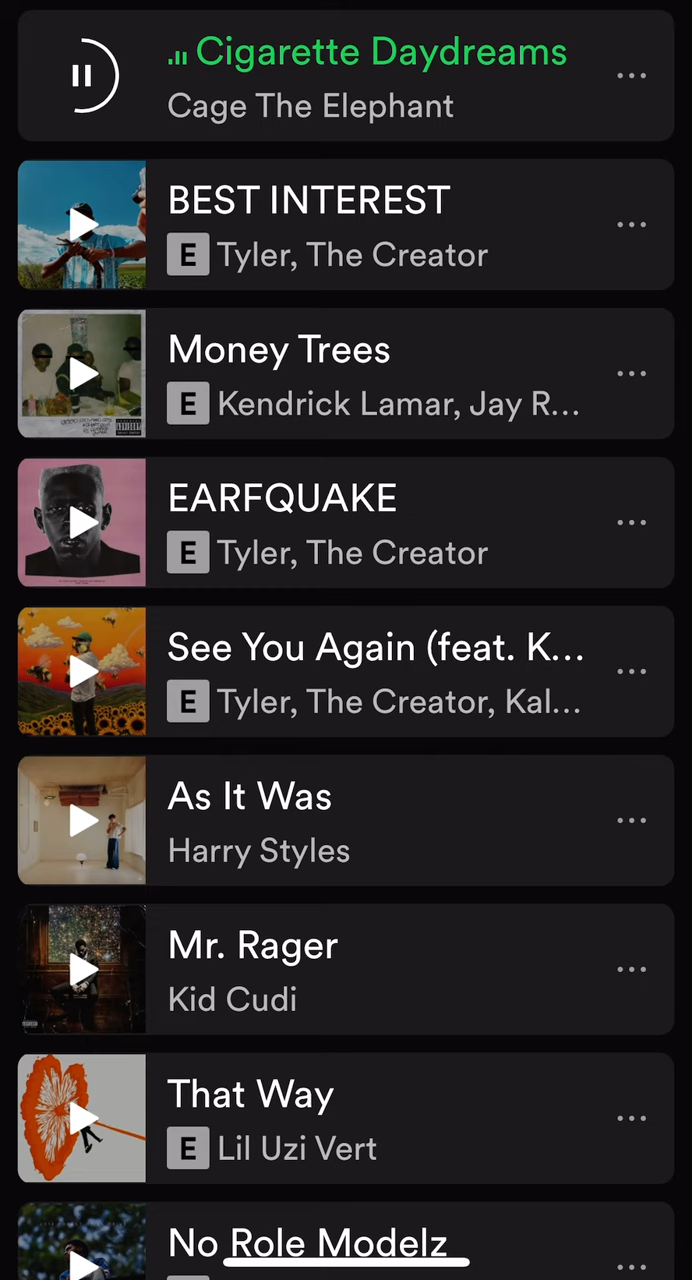 Cigarette Daydreams
Cage The Elephant
BEST INTEREST
E Tyler, The Creator
Money Trees
E Kendrick Lamar, Jay R...
EARFQUAKE
E Tyler, The Creator
See You Again (feat. K...
E Tyler, The Creator, Kal...
As It Was
Harry Styles
Mr. Rager
Kid Cudi
That Way
E Lil Uzi Vert
No Role Modelz